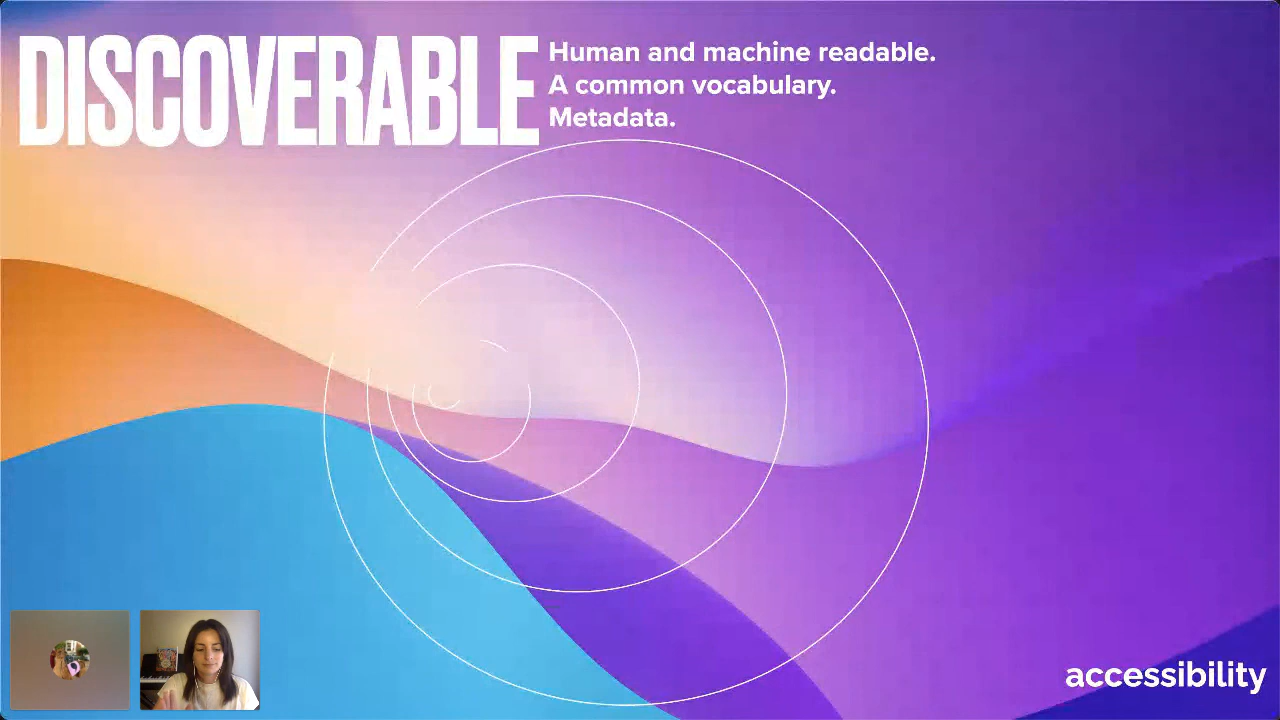 DISCOVERABLE
Human and machine readable.
A common vocabulary.
Metadata.
accessibility